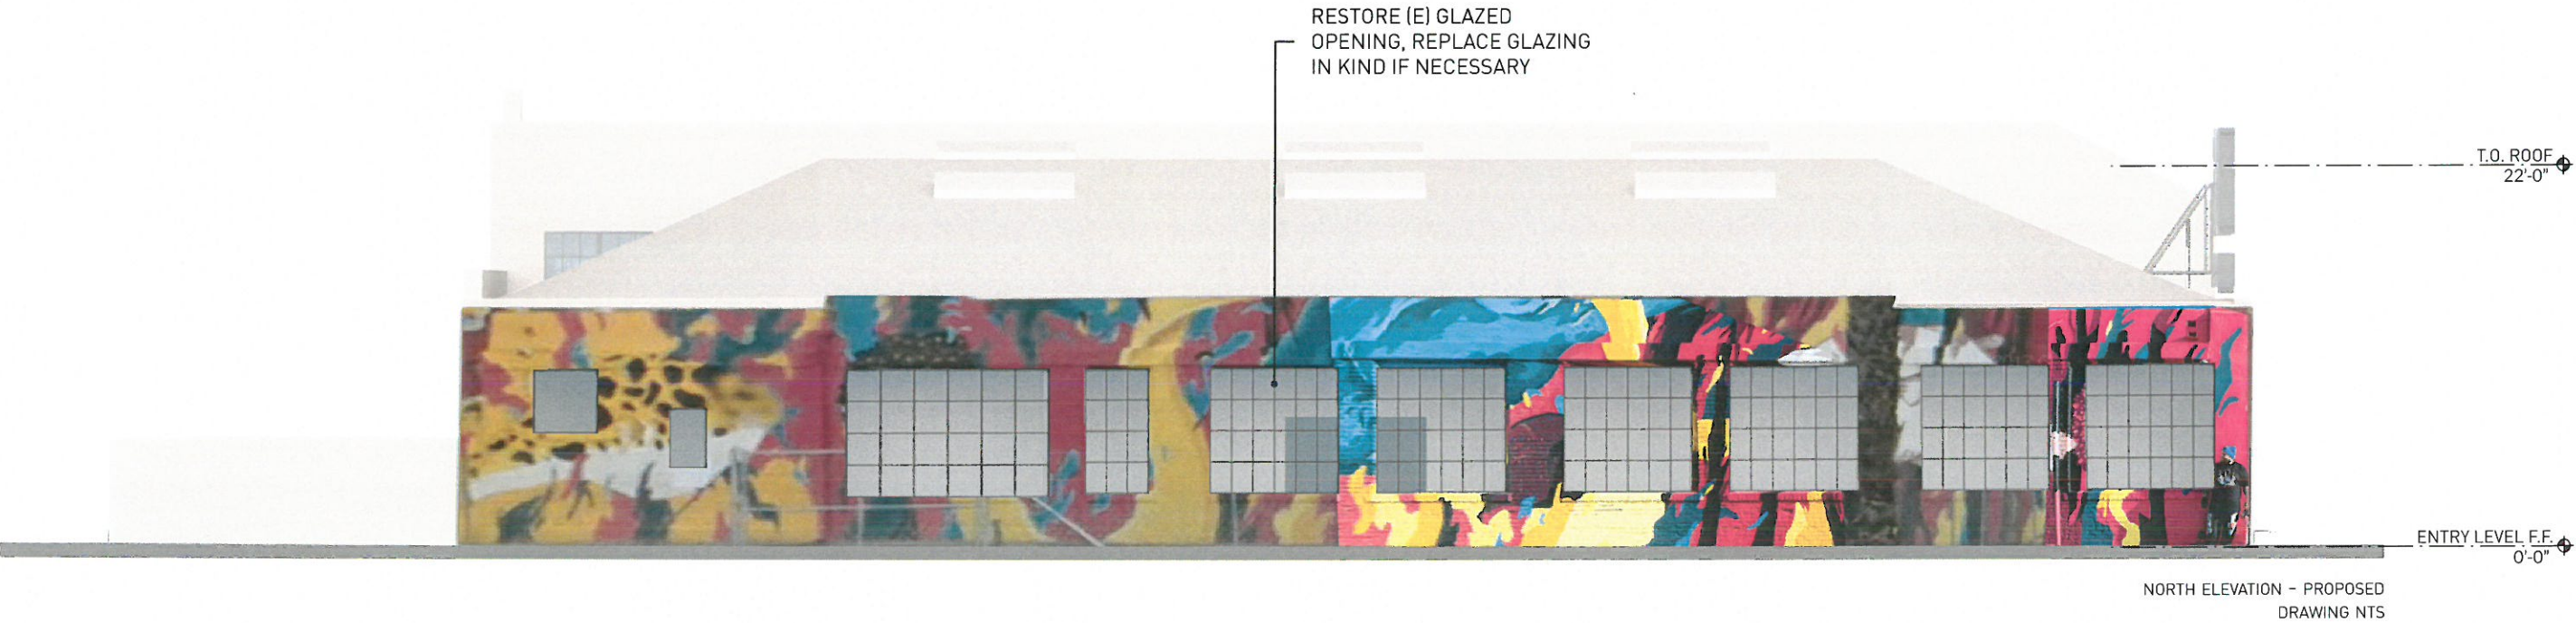 RESTORE (E) GLAZED
OPENING, REPLACE GLAZING
IN KIND IF NECESSARY
T.O. ROOF
22'-0"
ENTRY LEVEL F.F.
0'-0"
NORTH ELEVATION - PROPOSED
DRAWING NTS